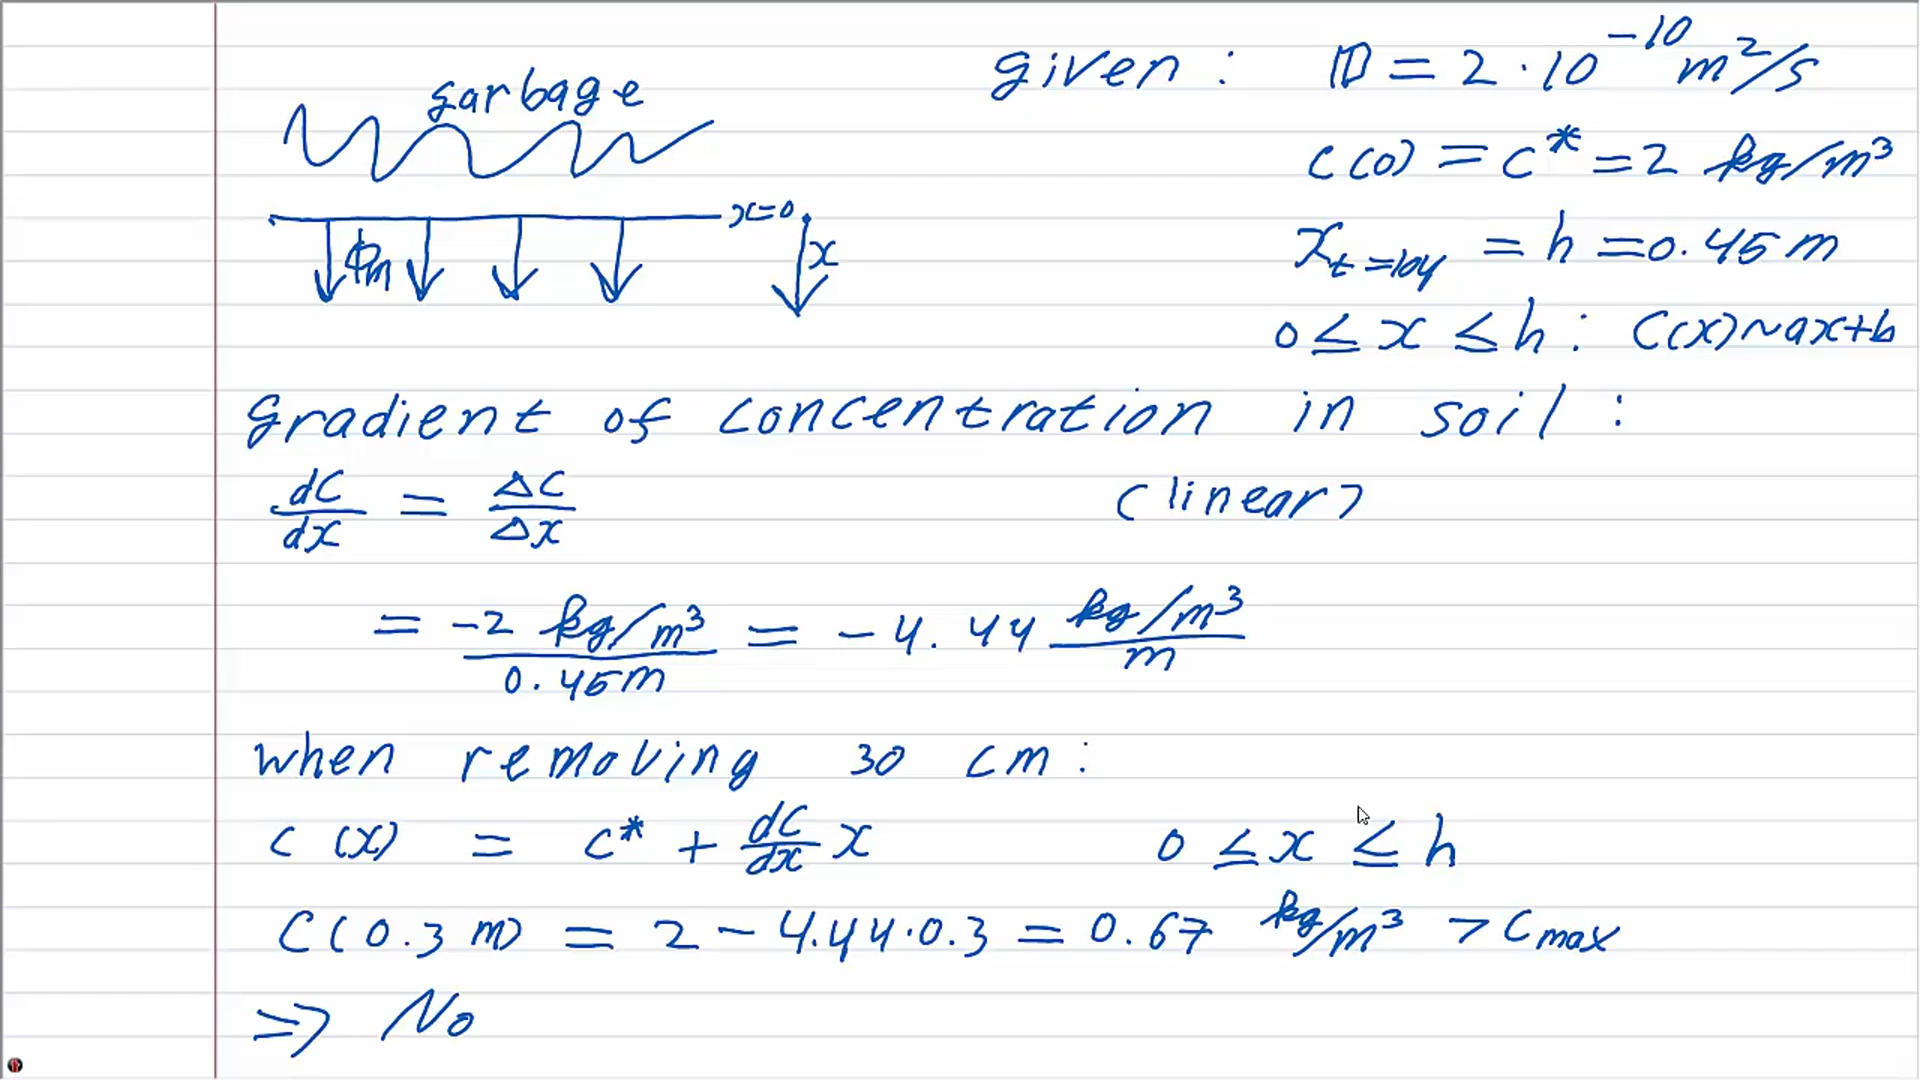 given : D = 2 · 10^-10 m²/s
garbage
C(0) = C* = 2 kg/m³
x=0
Φm
x
x_t=10y = h = 0.45 m
0 ≤ x ≤ h : C(x) ~ ax+b
gradient of concentration in soil :
dC/dx = ΔC/Δx (linear)
= -2 kg/m³ / 0.45m = -4.44 kg/m³ / m
when removing 30 cm :
C (x) = C* + dC/dx x 0 ≤ x ≤ h
C(0.3 m) = 2 - 4.44·0.3 = 0.67 kg/m³ > Cmax
⇒ No